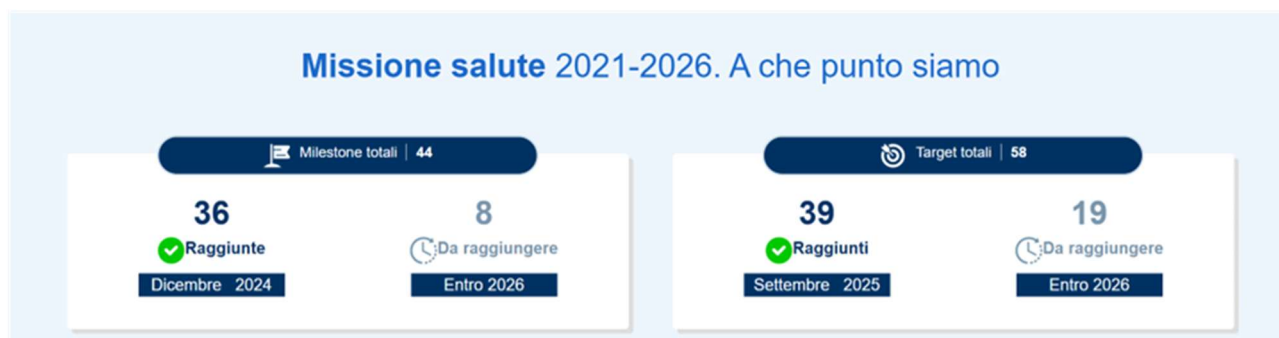 Missione salute 2021-2026. A che punto siamo
Milestone totali | 44
36
Raggiunte
Dicembre 2024
8
Da raggiungere
Entro 2026
Target totali | 58
39
Raggiunti
Settembre 2025
19
Da raggiungere
Entro 2026